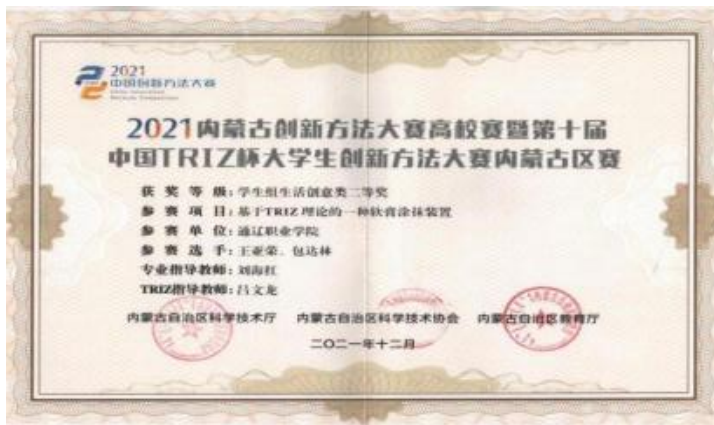 2021
中国创新方法大赛
2021内蒙古创新方法大赛高校赛暨第十届
中国TRIZ杯大学生创新方法大赛内蒙古区赛
获奖等级：学生组生活创意类二等奖
参赛项目：基于TRIZ理论的一种软膏涂抹装置
参赛单位：通辽职业学院
参赛选手：王亚荣、包达林
专业指导教师：刘海红
TRIZ指导教师：吕文龙
内蒙古自治区科学技术厅 内蒙古自治区科学技术协会 内蒙古自治区教育厅
二〇二一年十二月